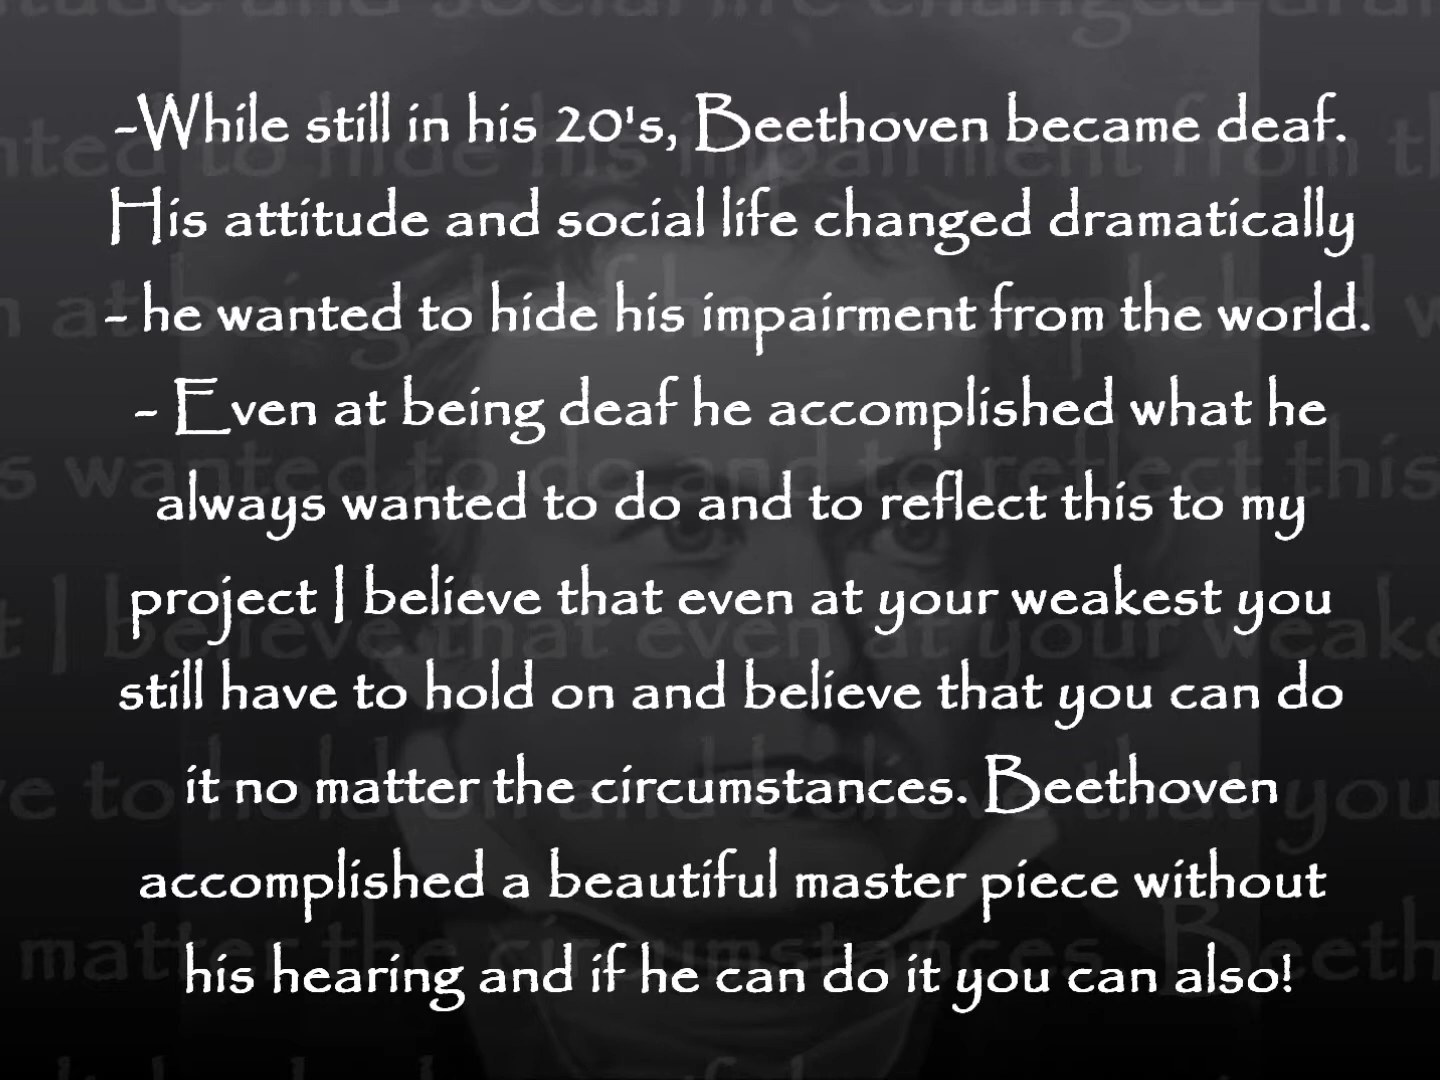 -While still in his 20's, Beethoven became deaf.
His attitude and social life changed dramatically
- he wanted to hide his impairment from the world.
- Even at being deaf he accomplished what he
always wanted to do and to reflect this to my
project I believe that even at your weakest you
still have to hold on and believe that you can do
it no matter the circumstances. Beethoven
accomplished a beautiful master piece without
his hearing and if he can do it you can also!